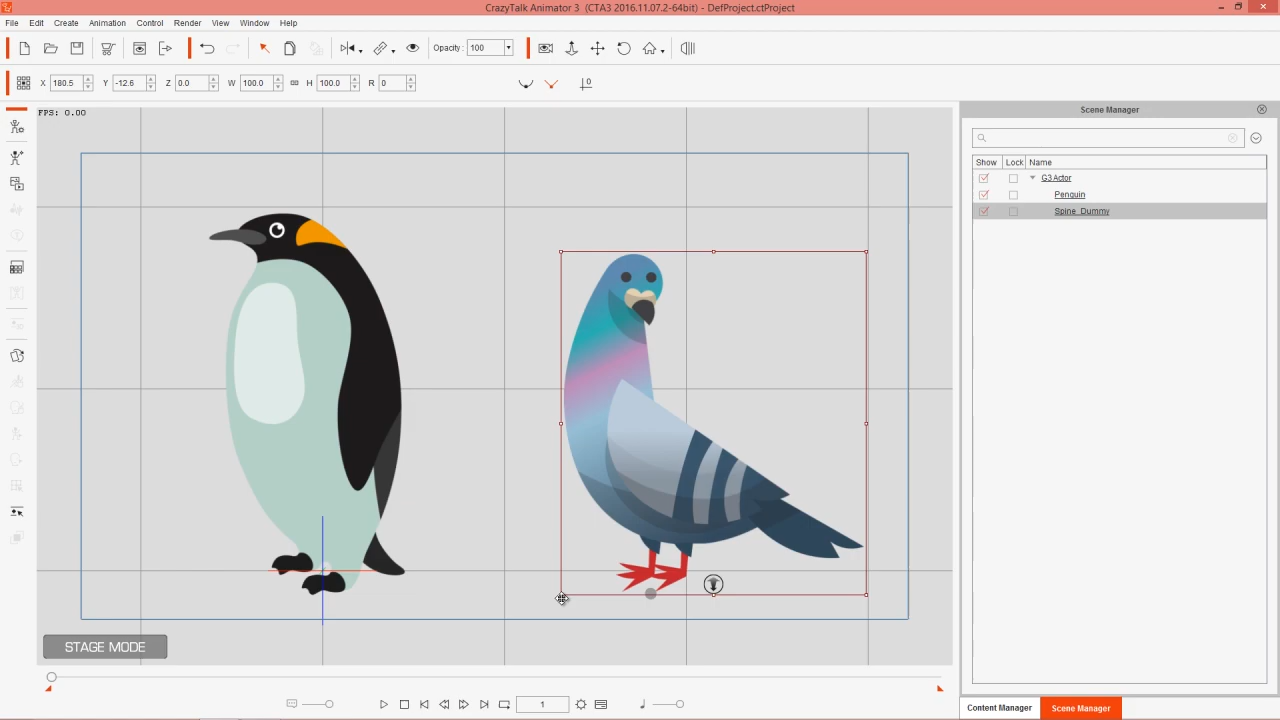 CrazyTalk Animator 3 (CTA3 2016.11.07.2-64bit) - DefProject.ctProject
File Edit Create Animation Control Render View Window Help
Opacity : 100
X 180.5 Y -12.6 Z 0.0 W 100.0 H 100.0 R 0
FPS: 0.00
Scene Manager
Show Lock Name
G3Actor
Penguin
Spine_Dummy
STAGE MODE
1
Content Manager Scene Manager